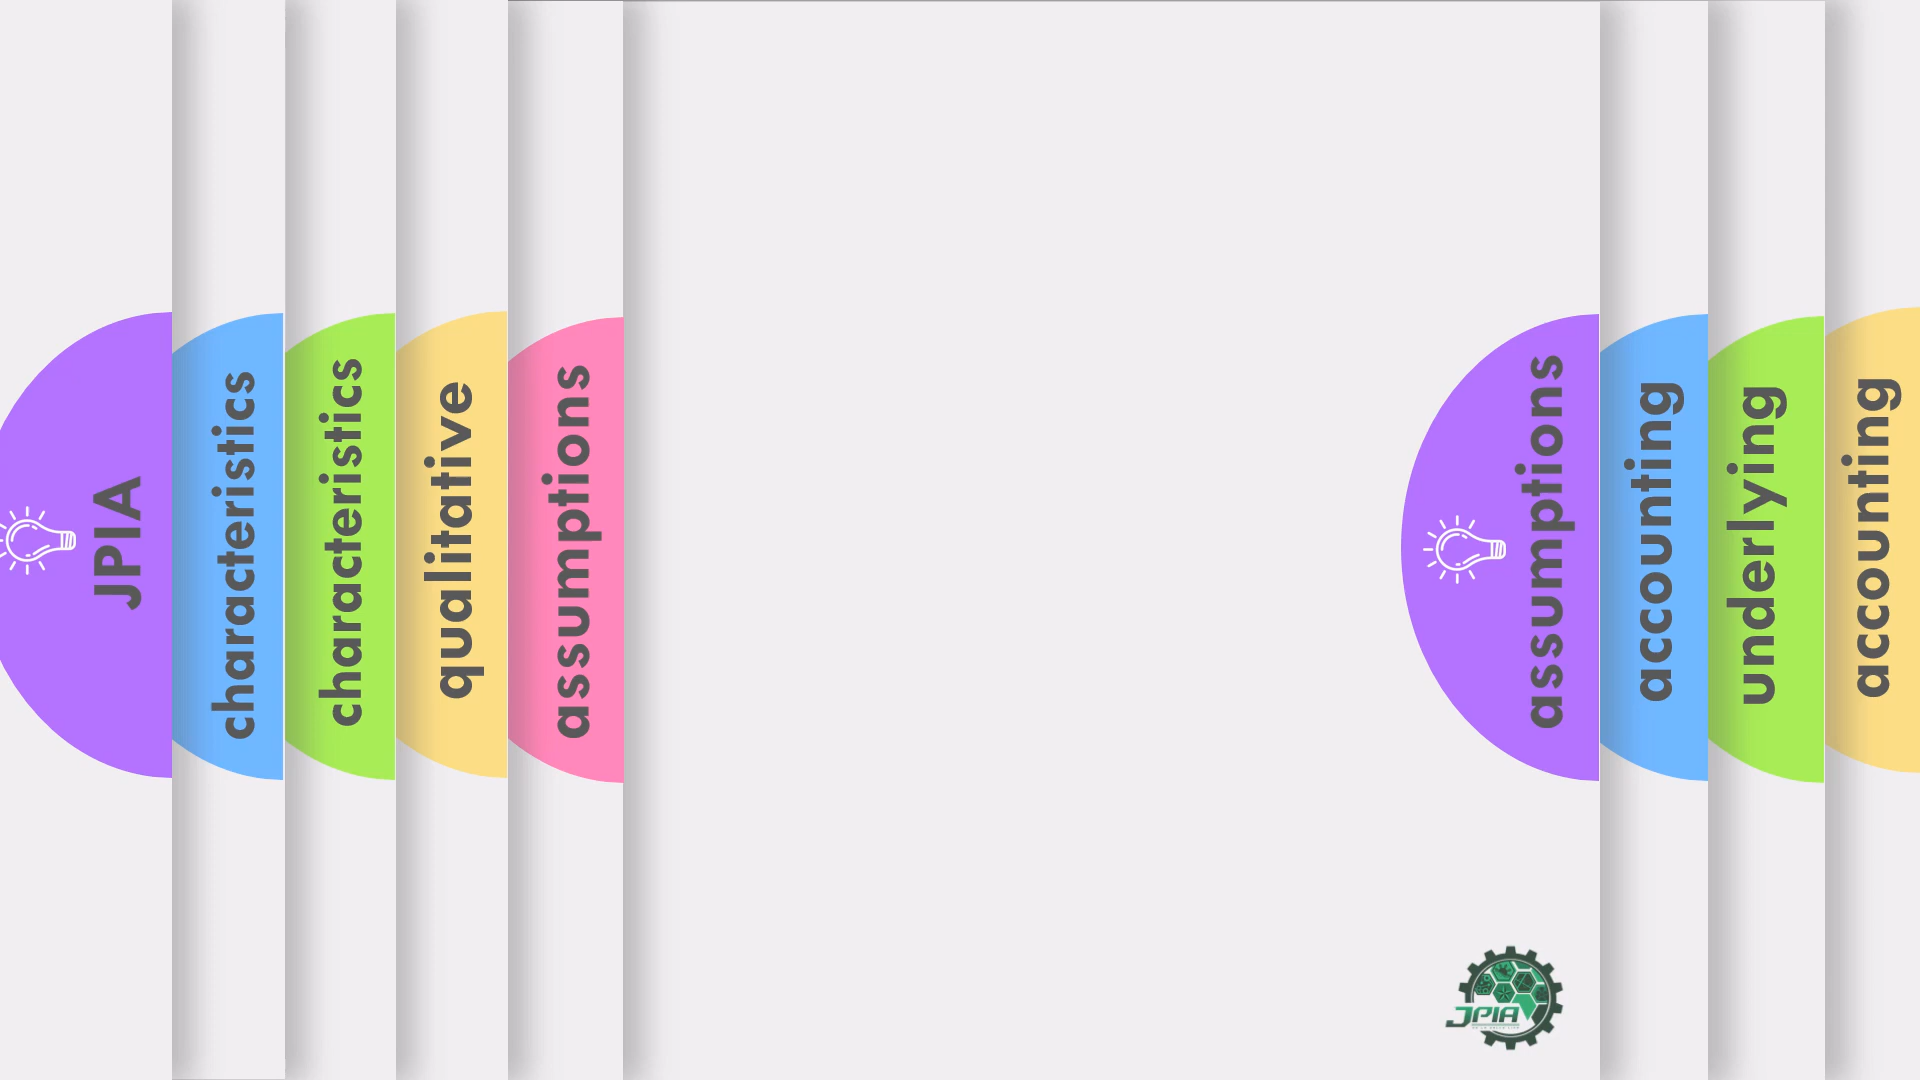 JPIA
characteristics
characteristics
qualitative
assumptions
assumptions
accounting
underlying
accounting
JPIA